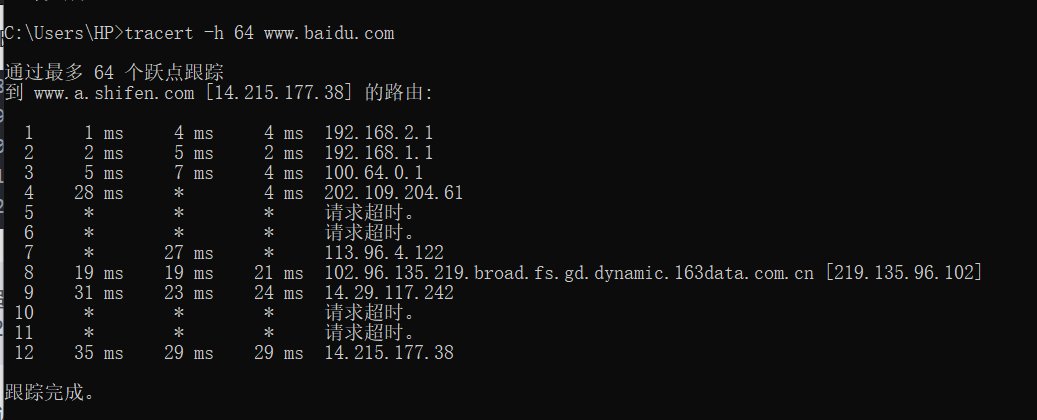 C:\Users\HP>tracert -h 64 www.baidu.com
通过最多 64 个跃点跟踪
到 www.a.shifen.com [14.215.177.38] 的路由:
1 1 ms 4 ms 4 ms 192.168.2.1
2 2 ms 5 ms 2 ms 192.168.1.1
3 5 ms 7 ms 4 ms 100.64.0.1
4 28 ms * 4 ms 202.109.204.61
5 * * * 请求超时。
6 * * * 请求超时。
7 * 27 ms * 113.96.4.122
8 19 ms 19 ms 21 ms 102.96.135.219.broad.fs.gd.dynamic.163data.com.cn [219.135.96.102]
9 31 ms 23 ms 24 ms 14.29.117.242
10 * * * 请求超时。
11 * * * 请求超时。
12 35 ms 29 ms 29 ms 14.215.177.38
跟踪完成。